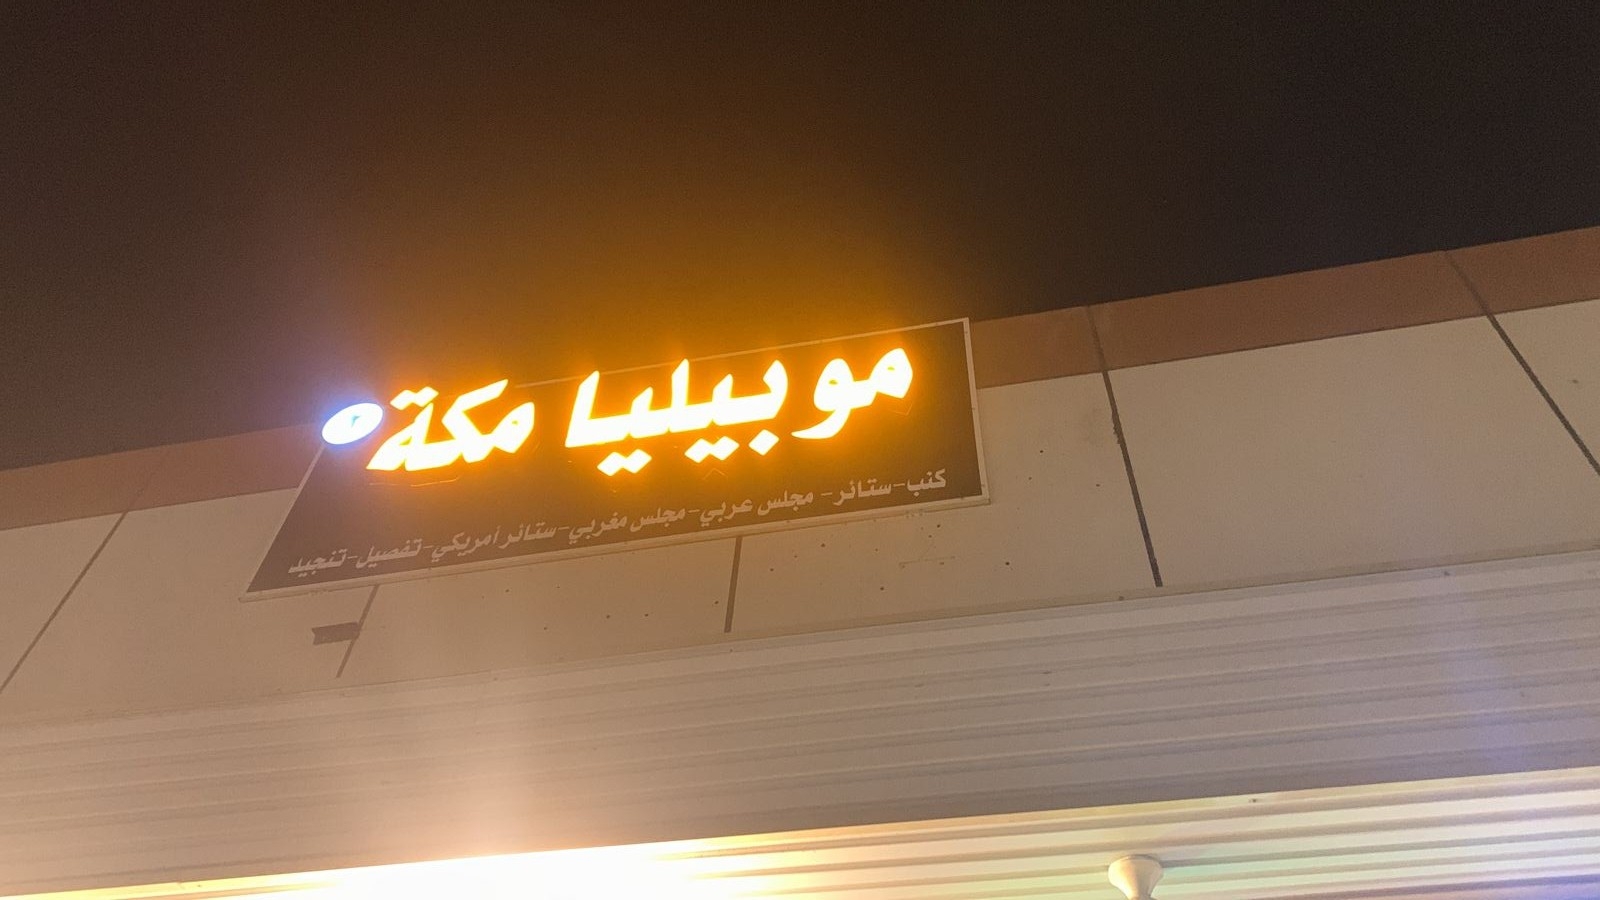 موبيليا مكة
كنب-ستائر- مجلس عربي-مجلس مغربي-ستائر أمريكي-تفصيل-تنجيد